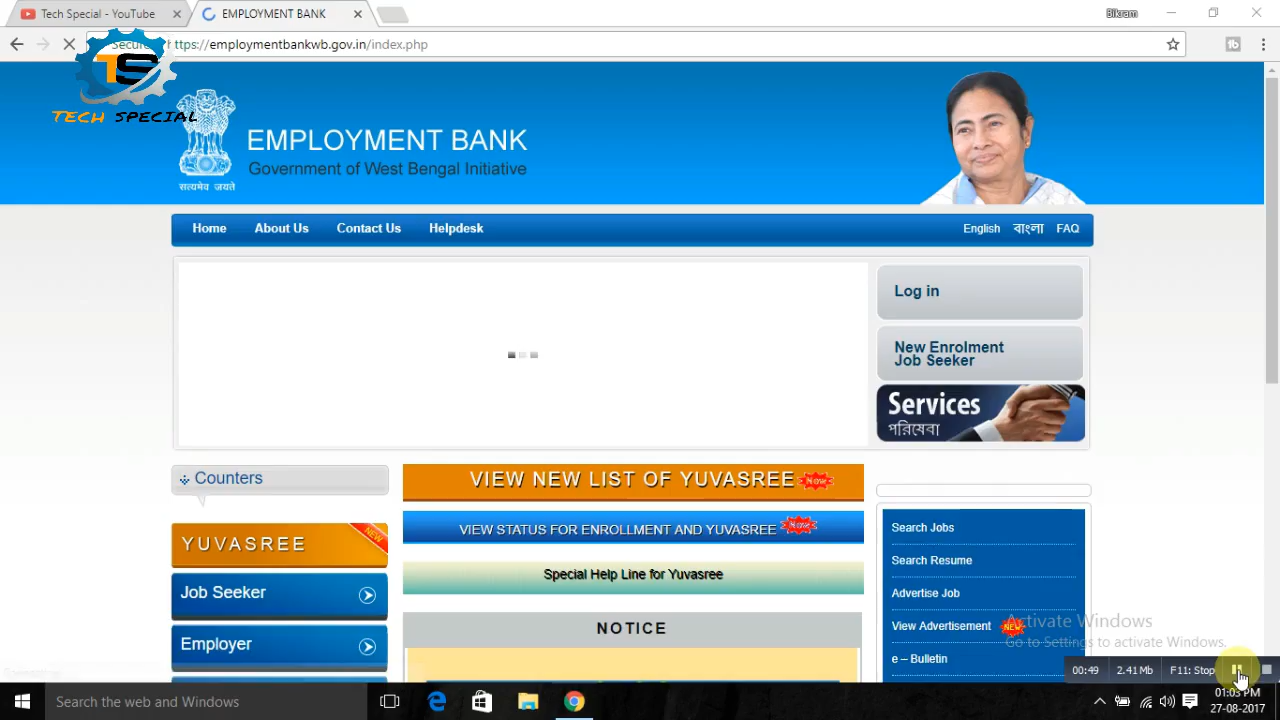 Tech Special - YouTube
EMPLOYMENT BANK
Bikram
https://employmentbankwb.gov.in/index.php
TS
TECH SPECIAL
सत्यमेव जयते
EMPLOYMENT BANK
Government of West Bengal Initiative
Home About Us Contact Us Helpdesk English বাংলা FAQ
Log in
New Enrolment
Job Seeker
Services
পরিষেবা
Counters
VIEW NEW LIST OF YUVASREE New
VIEW STATUS FOR ENROLLMENT AND YUVASREE New
Special Help Line for Yuvasree
YUVASREE NEW
Job Seeker
Employer
NOTICE
Search Jobs
Search Resume
Advertise Job
View Advertisement NEW
e – Bulletin
Activate Windows
Go to Settings to activate Windows.
00:49 2.41 Mb F11: Stop
Search the web and Windows
01:03 PM
27-08-2017